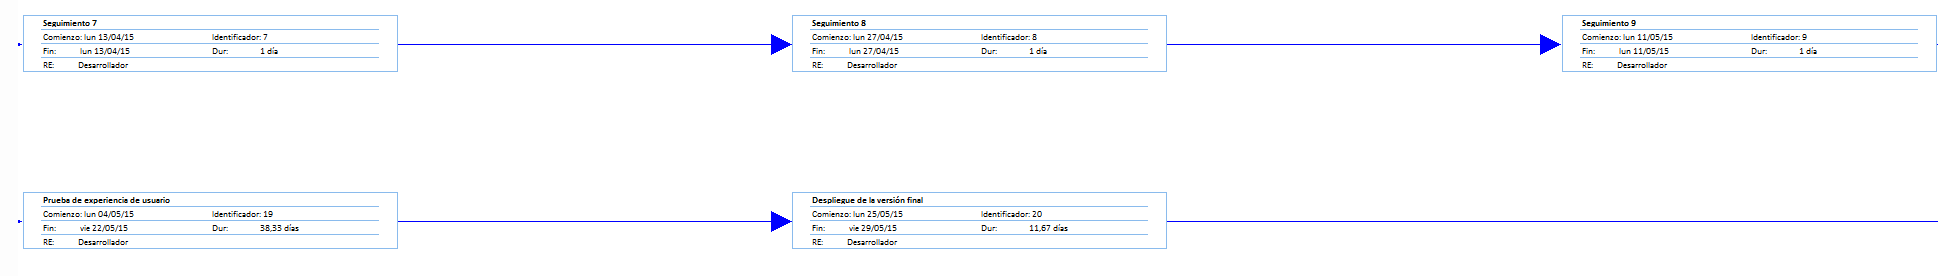 Seguimiento 7
Comienzo: lun 13/04/15 Identificador: 7
Fin: lun 13/04/15 Dur: 1 día
RE: Desarrollador
Seguimiento 8
Comienzo: lun 27/04/15 Identificador: 8
Fin: lun 27/04/15 Dur: 1 día
RE: Desarrollador
Seguimiento 9
Comienzo: lun 11/05/15 Identificador: 9
Fin: lun 11/05/15 Dur: 1 día
RE: Desarrollador
Prueba de experiencia de usuario
Comienzo: lun 04/05/15 Identificador: 19
Fin: vie 22/05/15 Dur: 38,33 días
RE: Desarrollador
Despliegue de la versión final
Comienzo: lun 25/05/15 Identificador: 20
Fin: vie 29/05/15 Dur: 11,67 días
RE: Desarrollador